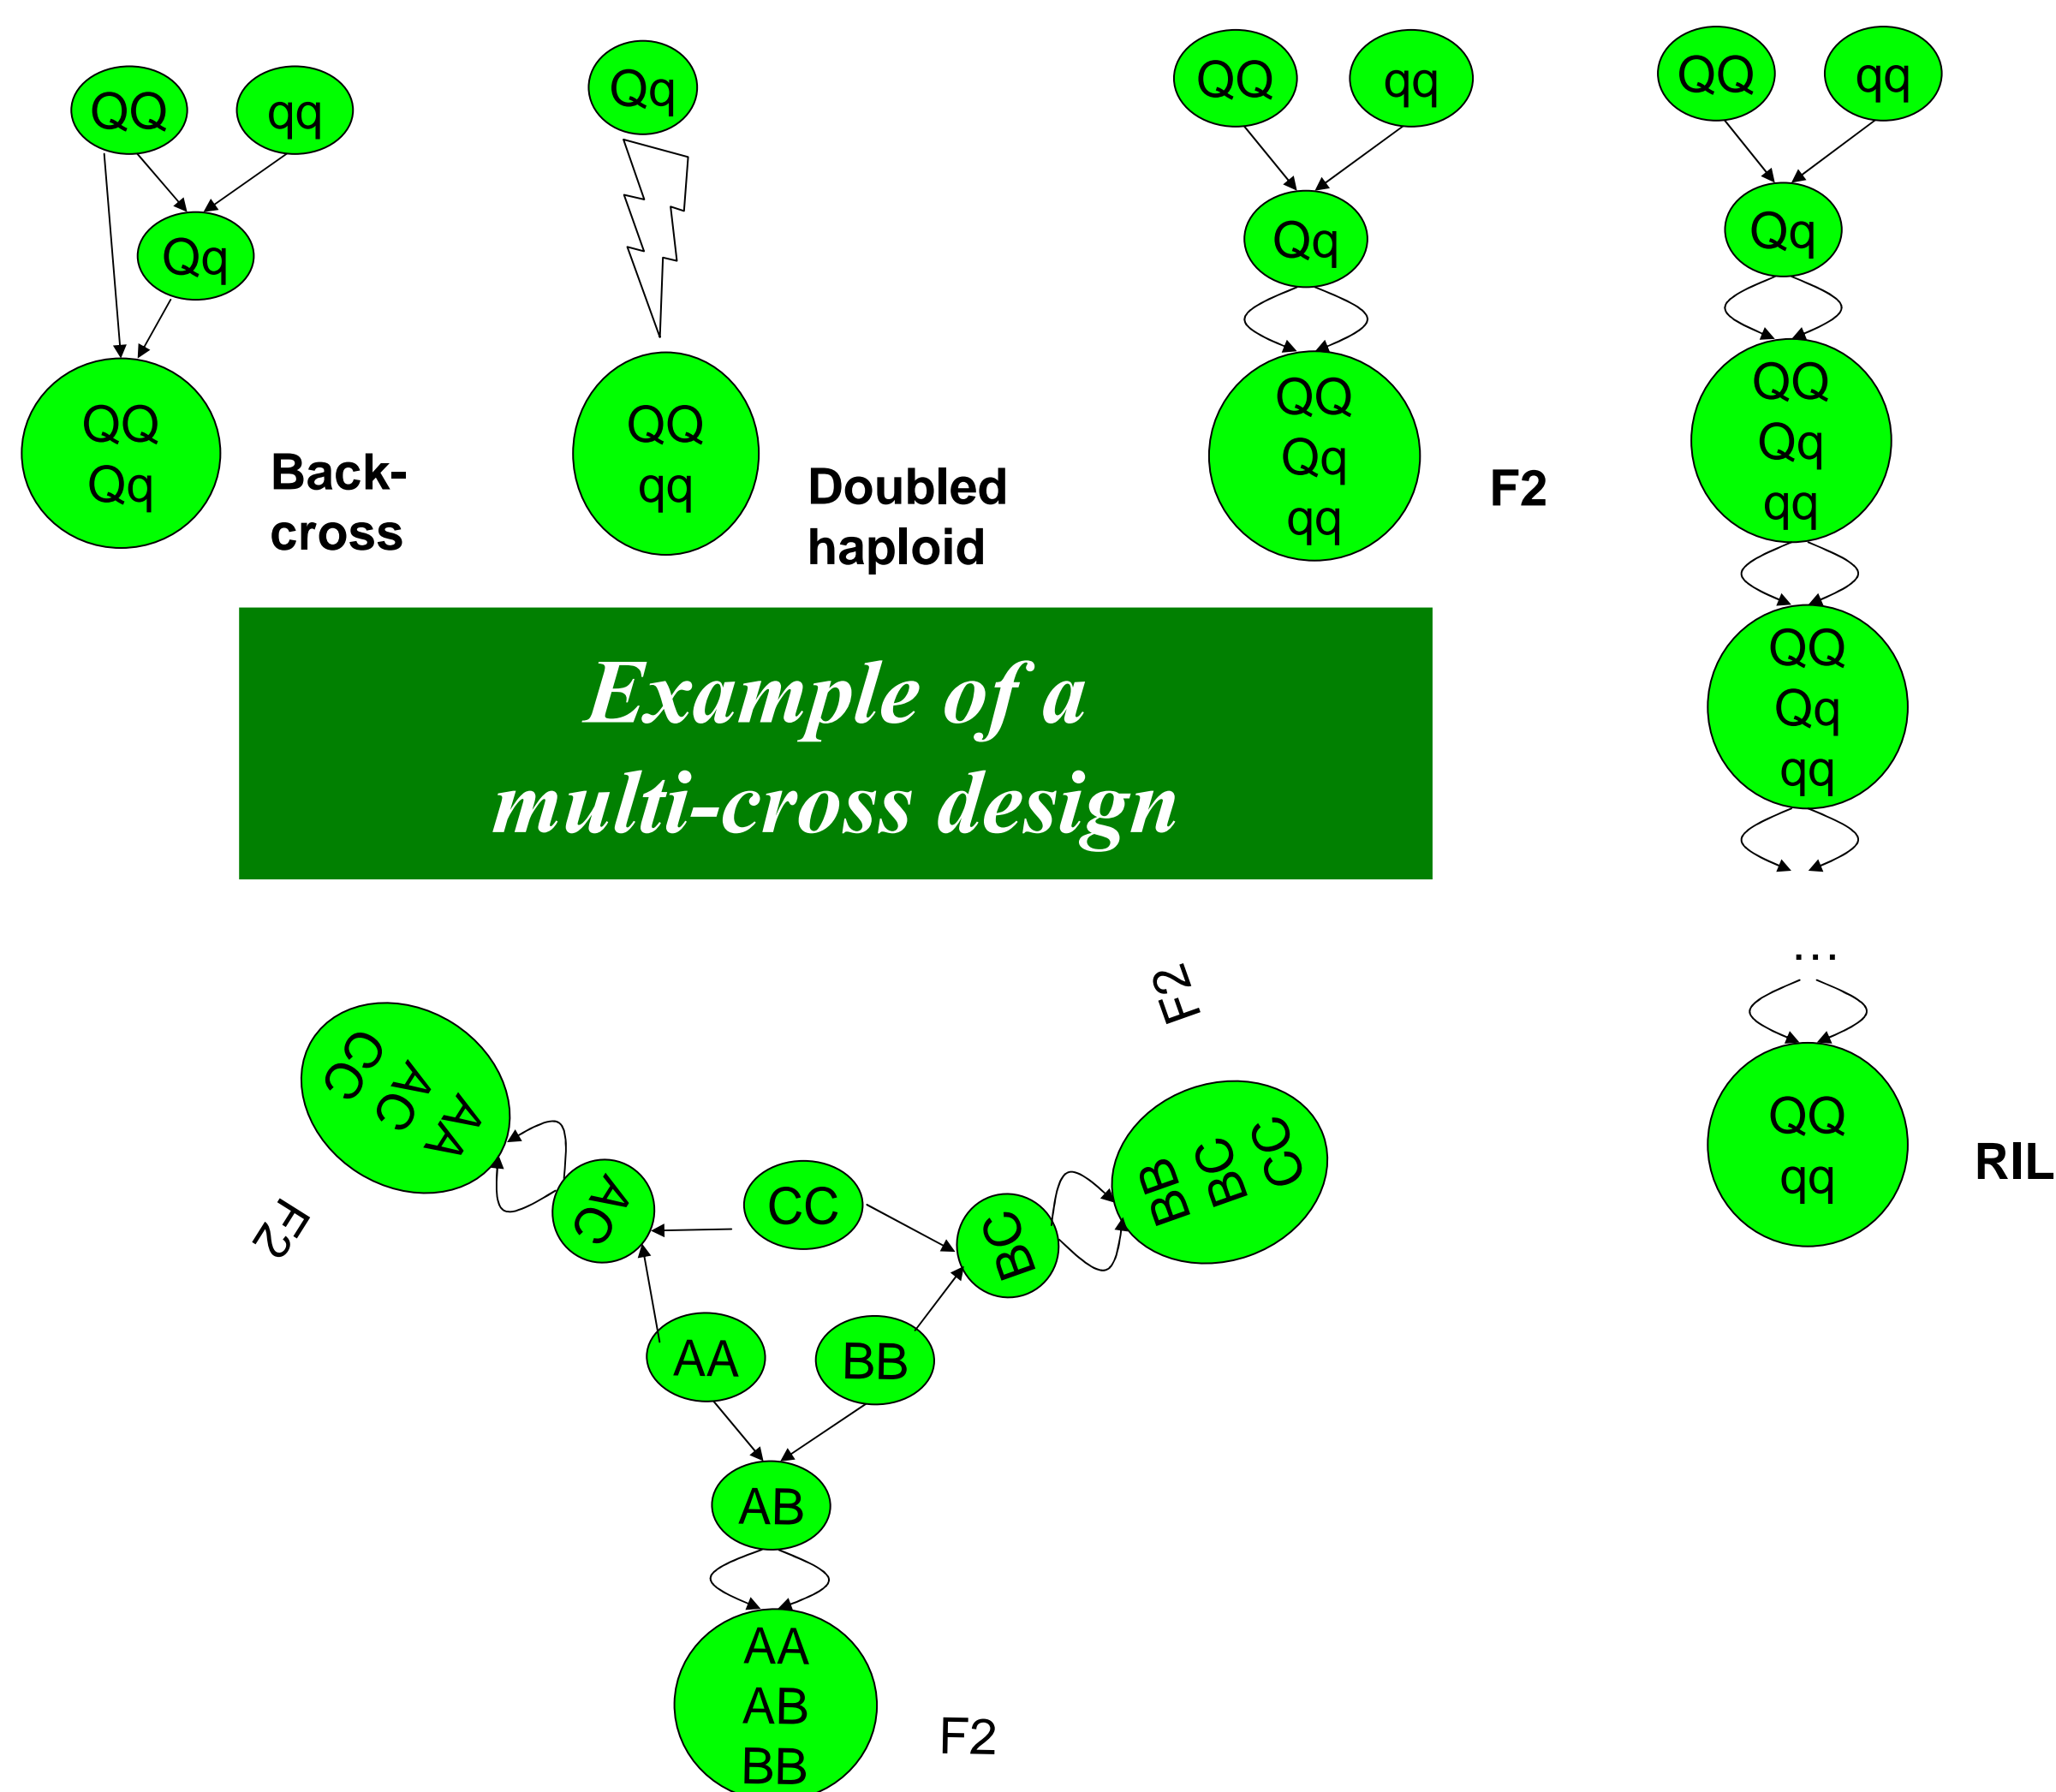 QQ
qq
Qq
QQ
Qq
Back-
cross
Qq
QQ
qq
Doubled
haploid
QQ
qq
Qq
QQ
Qq
qq
F2
QQ
qq
Qq
QQ
Qq
qq
QQ
Qq
qq
...
QQ
qq
RIL
Example of a
multi-cross design
AA
AC
CC
F2
AC
CC
BC
BB
BC
CC
F2
AA
BB
AB
AA
AB
BB
F2